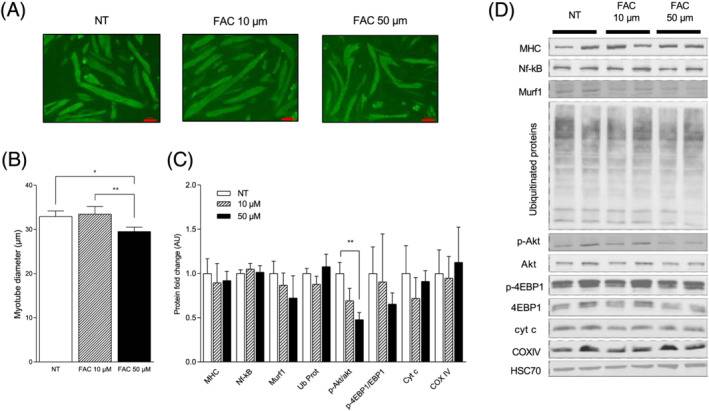 (A)
NT
FAC 10 µm
FAC 50 µm
(B)
*
**
Myotube diameter (µm)
40
30
20
10
0
NT
FAC 10 µM
FAC 50 µM
(C)
NT
10 µM
50 µM
**
Protein fold change (AU)
2.0
1.5
1.0
0.5
0.0
MHC
Nf-kB
Murf1
Ub Prot
p-Akt/akt
p-4EBP1/EBP1
Cyt c
COX IV
(D)
NT
FAC
10 µm
FAC
50 µm
MHC
Nf-kB
Murf1
Ubiquitinated proteins
p-Akt
Akt
p-4EBP1
4EBP1
cyt c
COXIV
HSC70